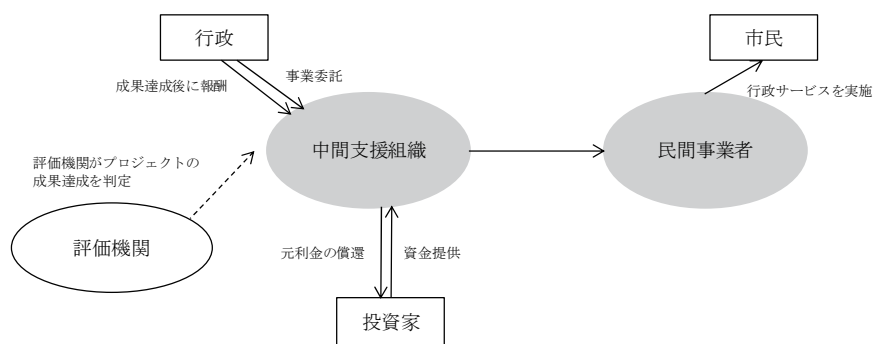 行政
市民
成果達成後に報酬
事業委託
行政サービスを実施
中間支援組織
民間事業者
評価機関がプロジェクトの
成果達成を判定
評価機関
元利金の償還
資金提供
投資家